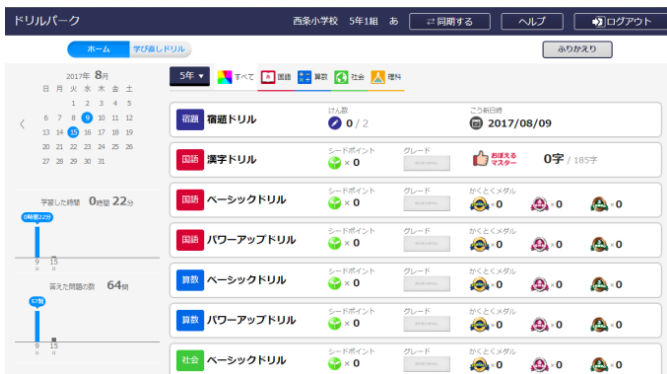 ドリルパーク 西条小学校 5年1組 あ ⇄同期する ヘルプ ログアウト
ホーム 学び直しドリル ふりかえり
2017年 8月
日 月 火 水 木 金 土
1 2 3 4 5
6 7 8 9 10 11 12
13 14 15 16 17 18 19
20 21 22 23 24 25 26
27 28 29 30 31
学習した時間 0時間 22分
0時間22分
9 15
答えた問題の数 64問
57問
9 15
5年 ▼ すべて 国語 算数 社会 理科
宿題 宿題ドリル けん数 0 / 2 こう新日時 2017/08/09
国語 漢字ドリル シードポイント × 0 グレード おぼえるマスター 0字 / 185字
国語 ベーシックドリル シードポイント × 0 グレード かくとくメダル ×0 ×0 ×0
国語 パワーアップドリル シードポイント × 0 グレード かくとくメダル ×0 ×0 ×0
算数 ベーシックドリル シードポイント × 0 グレード かくとくメダル ×0 ×0 ×0
算数 パワーアップドリル シードポイント × 0 グレード かくとくメダル ×0 ×0 ×0
社会 ベーシックドリル シードポイント × 0 グレード かくとくメダル ×0 ×0 ×0